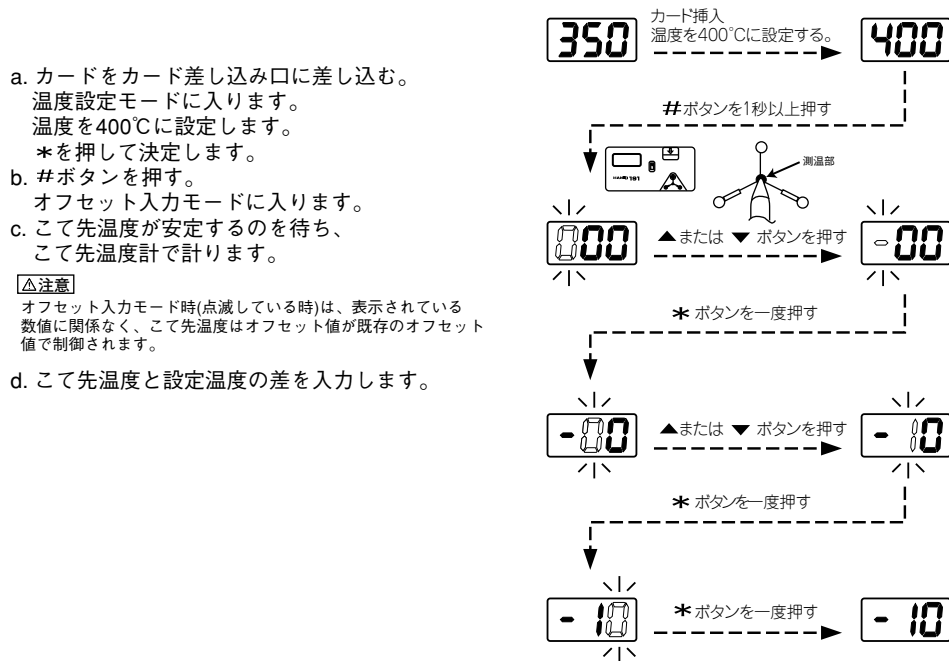 a. カードをカード差し込み口に差し込む。
温度設定モードに入ります。
温度を400℃に設定します。
＊を押して決定します。
b. #ボタンを押す。
オフセット入力モードに入ります。
c. こて先温度が安定するのを待ち、
こて先温度計で計ります。
⚠注意
オフセット入力モード時(点滅している時)は、表示されている
数値に関係なく、こて先温度はオフセット値が既存のオフセット
値で制御されます。
d. こて先温度と設定温度の差を入力します。
350
カード挿入
温度を400℃に設定する。
400
#ボタンを1秒以上押す
HAKKO 191
測温部
000
▲または ▼ ボタンを押す
-00
＊ ボタンを一度押す
-00
▲または ▼ ボタンを押す
- 10
＊ ボタンを一度押す
- 10
＊ ボタンを一度押す
- 10